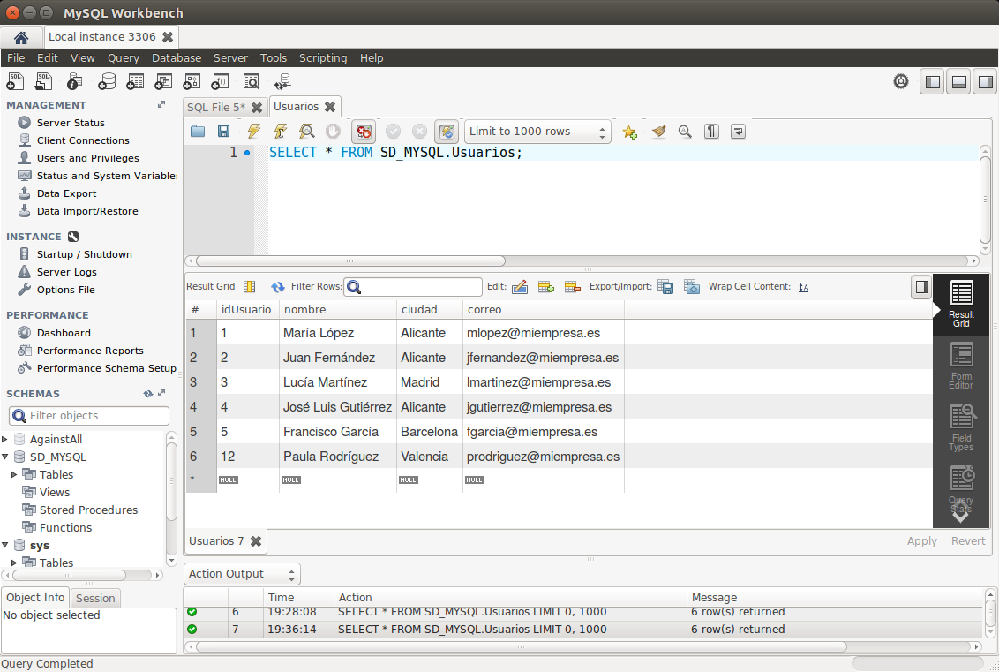 MySQL Workbench
Local instance 3306
File Edit View Query Database Server Tools Scripting Help
MANAGEMENT
Server Status
Client Connections
Users and Privileges
Status and System Variables
Data Export
Data Import/Restore
INSTANCE
Startup / Shutdown
Server Logs
Options File
PERFORMANCE
Dashboard
Performance Reports
Performance Schema Setup
SCHEMAS
Filter objects
AgainstAll
SD_MYSQL
Tables
Views
Stored Procedures
Functions
sys
Tables
Object Info Session
No object selected
SQL File 5* Usuarios
Limit to 1000 rows
1 SELECT * FROM SD_MYSQL.Usuarios;
Result Grid Filter Rows: Edit: Export/Import: Wrap Cell Content:
# idUsuario nombre ciudad correo
1 1 María López Alicante mlopez@miempresa.es
2 2 Juan Fernández Alicante jfernandez@miempresa.es
3 3 Lucía Martínez Madrid lmartinez@miempresa.es
4 4 José Luis Gutiérrez Alicante jgutierrez@miempresa.es
5 5 Francisco García Barcelona fgarcia@miempresa.es
6 12 Paula Rodríguez Valencia prodriguez@miempresa.es
* NULL NULL NULL NULL
Result
Grid
Form
Editor
Field
Types
Query
Stats
Usuarios 7
Apply Revert
Action Output
Time Action Message
6 19:28:08 SELECT * FROM SD_MYSQL.Usuarios LIMIT 0, 1000 6 row(s) returned
7 19:36:14 SELECT * FROM SD_MYSQL.Usuarios LIMIT 0, 1000 6 row(s) returned
Query Completed